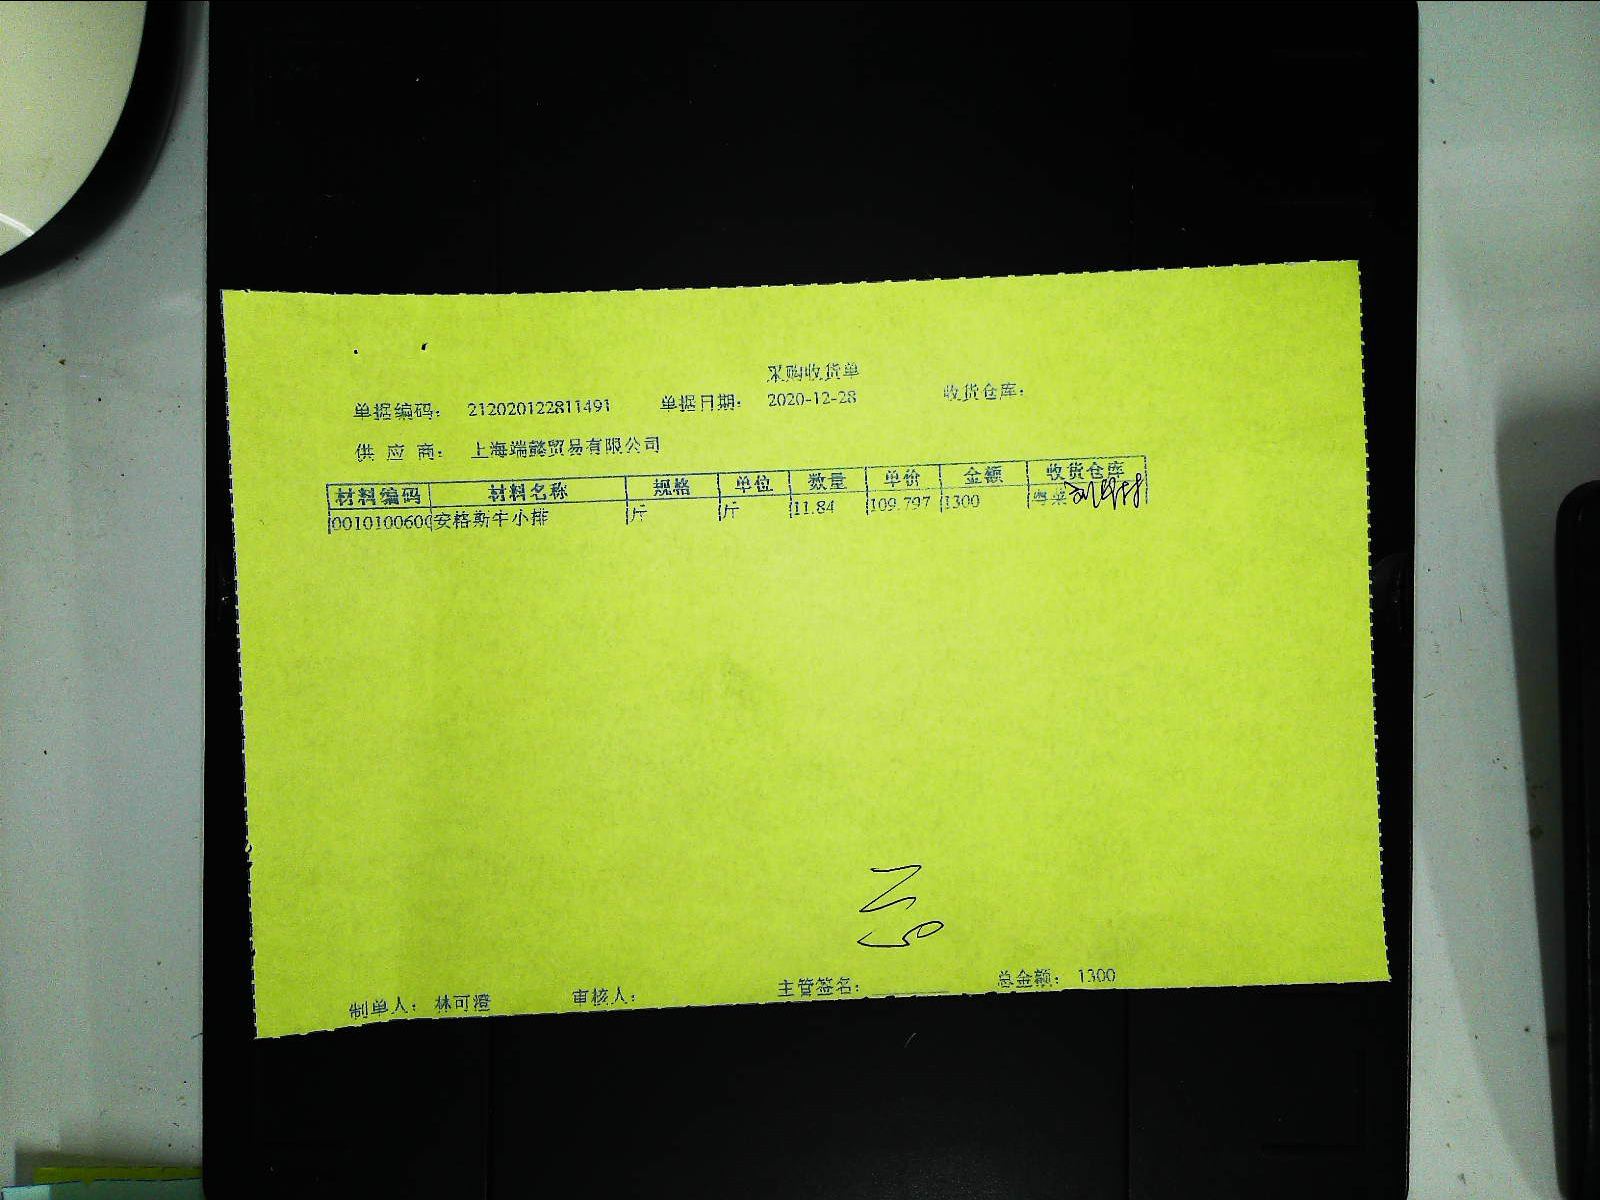 采购收货单
单据编码: 212020122811491 单据日期: 2020-12-28 收货仓库:
供 应 商: 上海端懿贸易有限公司
材料编码 材料名称 规格 单位 数量 单价 金额 收货仓库
0010100600 安格斯牛小排 斤 斤 11.84 109.797 1300 粤菜
制单人: 林可澄 审核人: 主管签名: 总金额: 1300